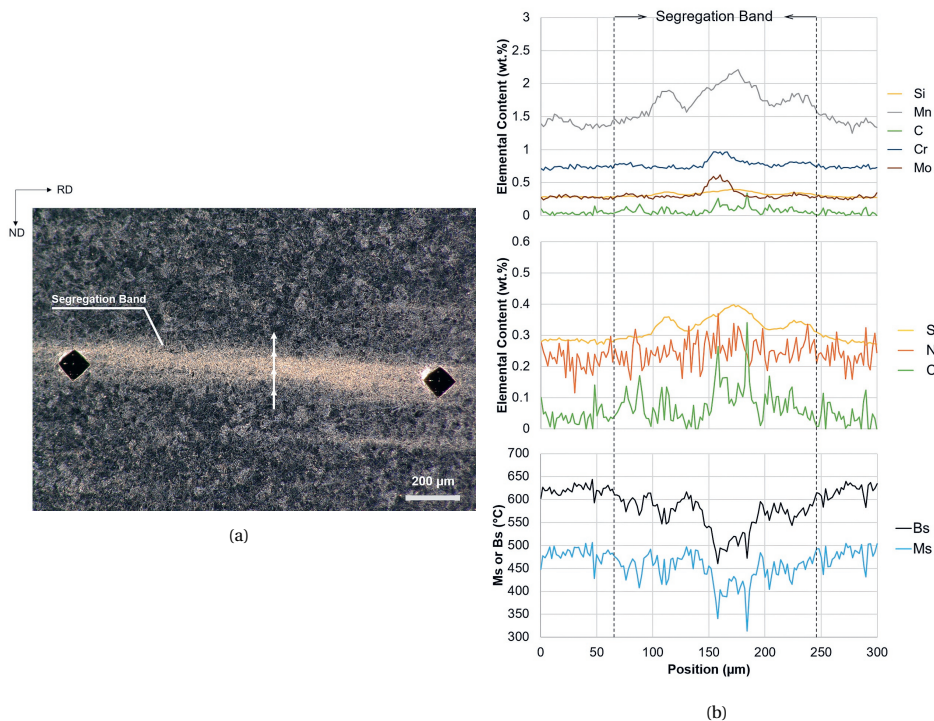 RD
ND
Segregation Band
200 µm
(a)
Segregation Band
Elemental Content (wt.%)
3
2.5
2
1.5
1
0.5
0
Si
Mn
C
Cr
Mo
Elemental Content (wt.%)
0.6
0.5
0.4
0.3
0.2
0.1
0
S
N
C
Ms or Bs (°C)
700
650
600
550
500
450
400
350
300
Bs
Ms
0
50
100
150
200
250
300
Position (µm)
(b)